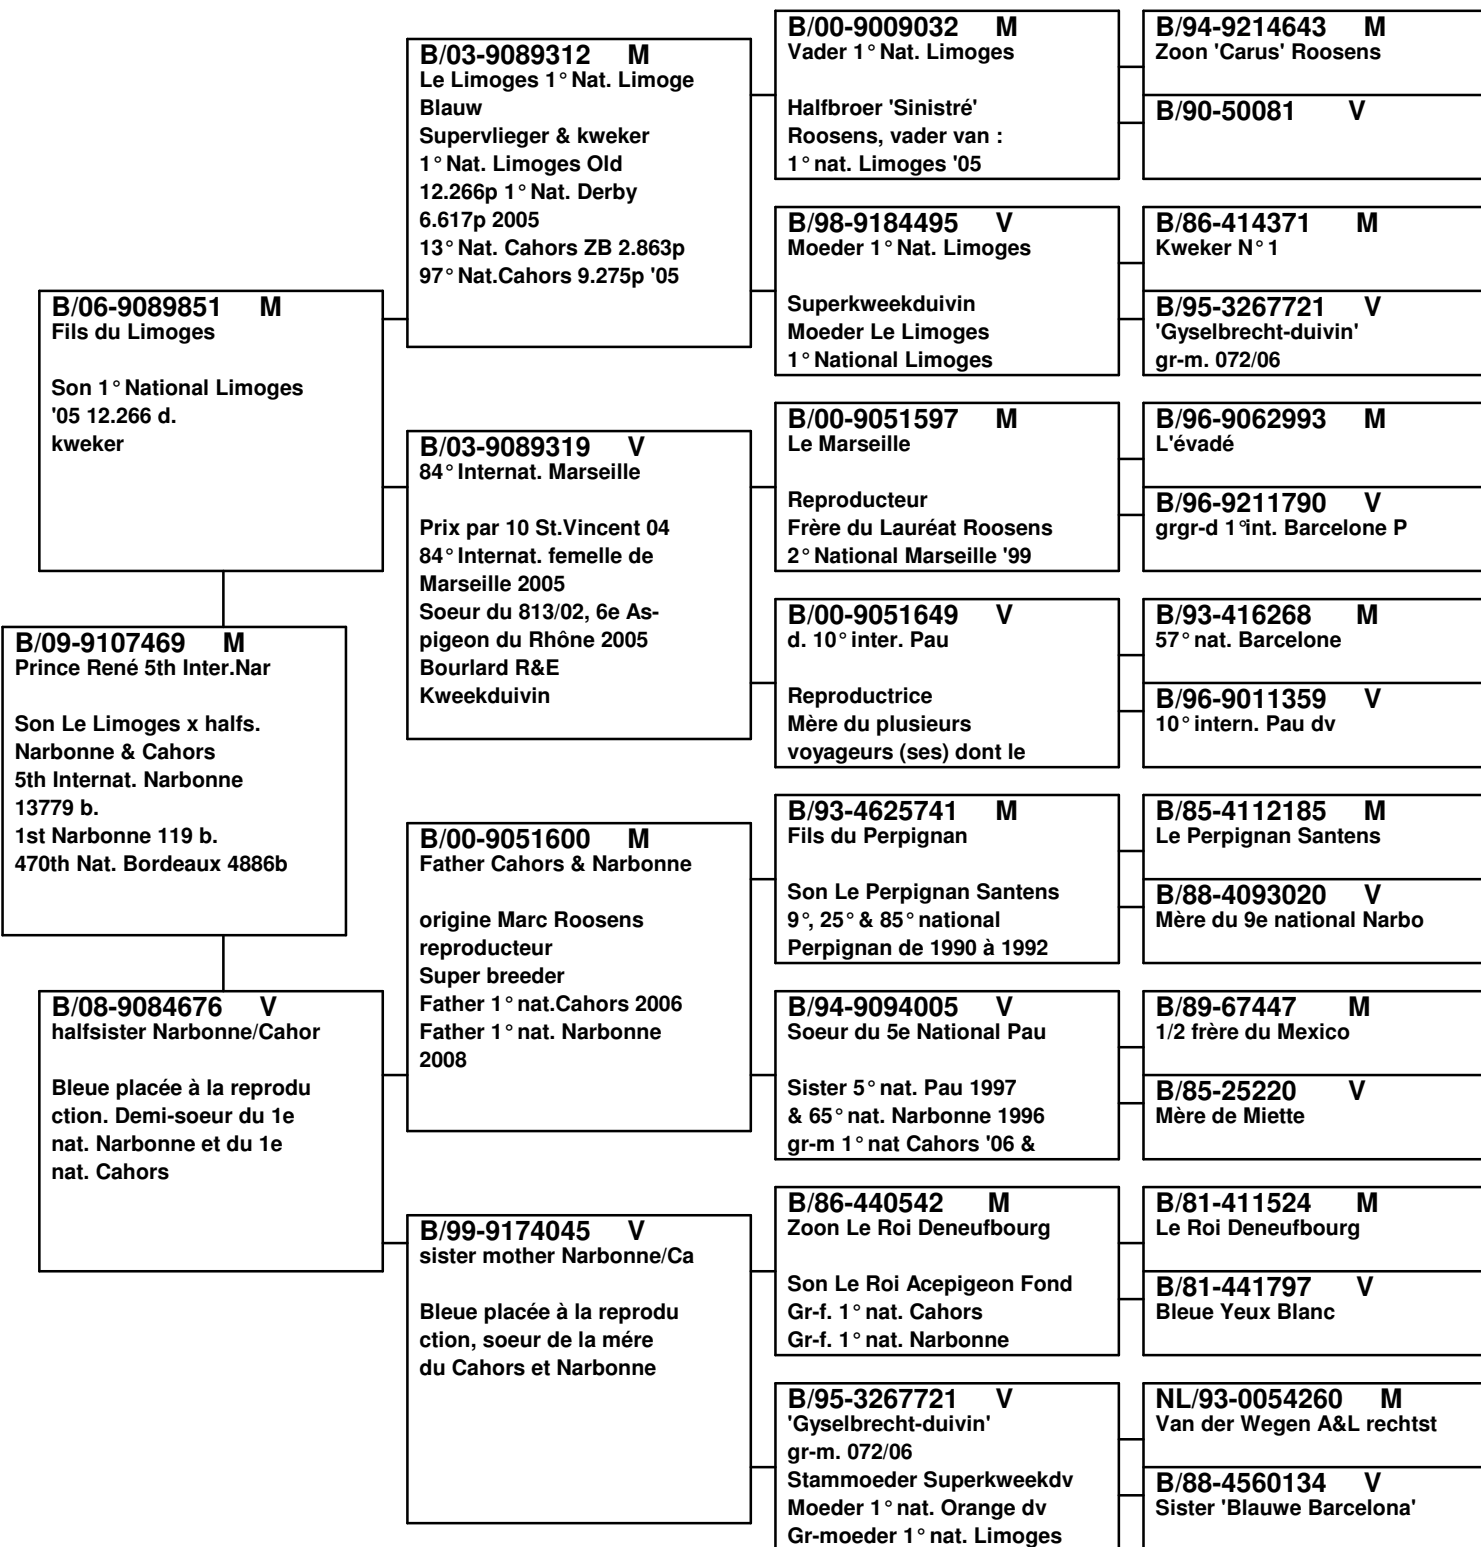 B/09-9107469 M
Prince René 5th Inter.Nar
Son Le Limoges x halfs.
Narbonne & Cahors
5th Internat. Narbonne
13779 b.
1st Narbonne 119 b.
470th Nat. Bordeaux 4886b
B/06-9089851 M
Fils du Limoges
Son 1° National Limoges
'05 12.266 d.
kweker
B/08-9084676 V
halfsister Narbonne/Cahor
Bleue placée à la reprodu
ction. Demi-soeur du 1e
nat. Narbonne et du 1e
nat. Cahors
B/03-9089312 M
Le Limoges 1° Nat. Limoge
Blauw
Supervlieger & kweker
1° Nat. Limoges Old
12.266p 1° Nat. Derby
6.617p 2005
13° Nat. Cahors ZB 2.863p
97° Nat.Cahors 9.275p '05
B/03-9089319 V
84° Internat. Marseille
Prix par 10 St.Vincent 04
84° Internat. femelle de
Marseille 2005
Soeur du 813/02, 6e As-
pigeon du Rhône 2005
Bourlard R&E
Kweekduivin
B/00-9051600 M
Father Cahors & Narbonne
origine Marc Roosens
reproducteur
Super breeder
Father 1° nat.Cahors 2006
Father 1° nat. Narbonne
2008
B/99-9174045 V
sister mother Narbonne/Ca
Bleue placée à la reprodu
ction, soeur de la mére
du Cahors et Narbonne
B/00-9009032 M
Vader 1° Nat. Limoges
Halfbroer 'Sinistré'
Roosens, vader van :
1° nat. Limoges '05
B/98-9184495 V
Moeder 1° Nat. Limoges
Superkweekduivin
Moeder Le Limoges
1° National Limoges
B/00-9051597 M
Le Marseille
Reproducteur
Frère du Lauréat Roosens
2° National Marseille '99
B/00-9051649 V
d. 10° inter. Pau
Reproductrice
Mère du plusieurs
voyageurs (ses) dont le
B/93-4625741 M
Fils du Perpignan
Son Le Perpignan Santens
9°, 25° & 85° national
Perpignan de 1990 à 1992
B/94-9094005 V
Soeur du 5e National Pau
Sister 5° nat. Pau 1997
& 65° nat. Narbonne 1996
gr-m 1° nat Cahors '06 &
B/86-440542 M
Zoon Le Roi Deneufbourg
Son Le Roi Acepigeon Fond
Gr-f. 1° nat. Cahors
Gr-f. 1° nat. Narbonne
B/95-3267721 V
'Gyselbrecht-duivin'
gr-m. 072/06
Stammoeder Superkweekdv
Moeder 1° nat. Orange dv
Gr-moeder 1° nat. Limoges
B/94-9214643 M
Zoon 'Carus' Roosens
B/90-50081 V
B/86-414371 M
Kweker N° 1
B/95-3267721 V
'Gyselbrecht-duivin'
gr-m. 072/06
B/96-9062993 M
L'évadé
B/96-9211790 V
grgr-d 1°int. Barcelone P
B/93-416268 M
57° nat. Barcelone
B/96-9011359 V
10° intern. Pau dv
B/85-4112185 M
Le Perpignan Santens
B/88-4093020 V
Mère du 9e national Narbo
B/89-67447 M
1/2 frère du Mexico
B/85-25220 V
Mère de Miette
B/81-411524 M
Le Roi Deneufbourg
B/81-441797 V
Bleue Yeux Blanc
NL/93-0054260 M
Van der Wegen A&L rechtst
B/88-4560134 V
Sister 'Blauwe Barcelona'